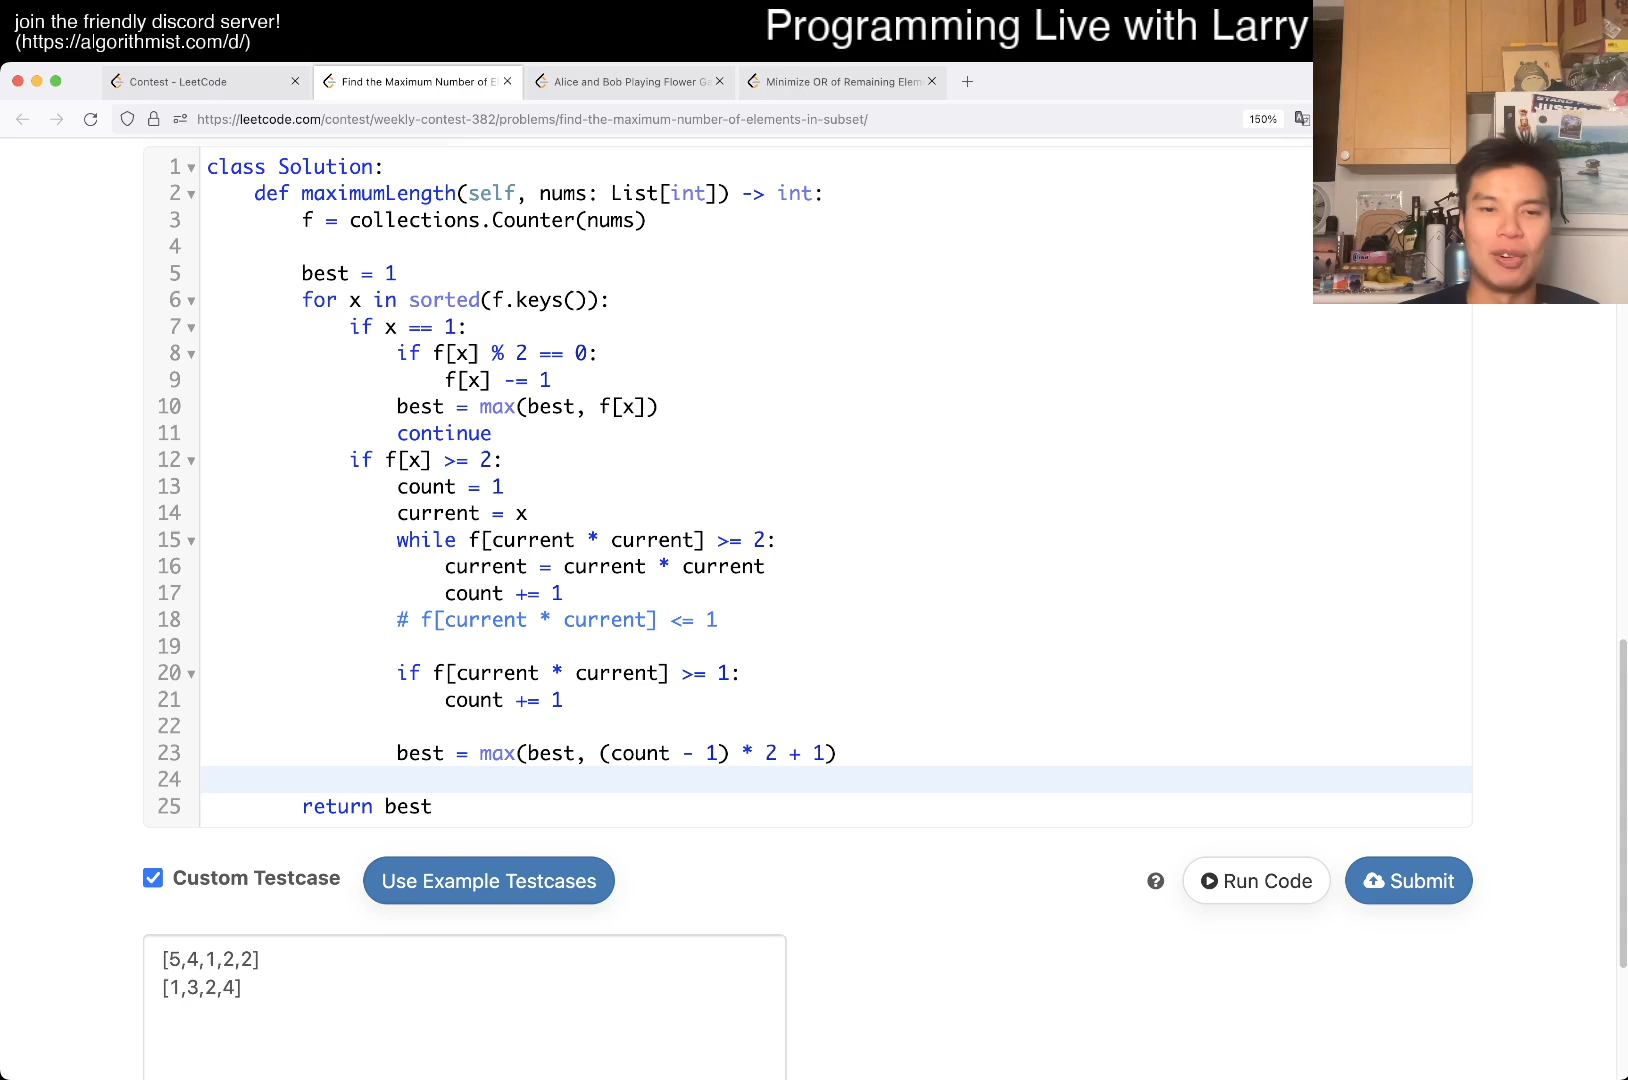 join the friendly discord server!
(https://algorithmist.com/d/)
Programming Live with Larry
Contest - LeetCode
Find the Maximum Number of El
Alice and Bob Playing Flower Ga
Minimize OR of Remaining Elem
https://leetcode.com/contest/weekly-contest-382/problems/find-the-maximum-number-of-elements-in-subset/
150%
1 class Solution:
2     def maximumLength(self, nums: List[int]) -> int:
3         f = collections.Counter(nums)
4
5         best = 1
6         for x in sorted(f.keys()):
7             if x == 1:
8                 if f[x] % 2 == 0:
9                     f[x] -= 1
10                 best = max(best, f[x])
11                 continue
12             if f[x] >= 2:
13                 count = 1
14                 current = x
15                 while f[current * current] >= 2:
16                     current = current * current
17                     count += 1
18                 # f[current * current] <= 1
19
20                 if f[current * current] >= 1:
21                     count += 1
22
23                 best = max(best, (count - 1) * 2 + 1)
24
25         return best
Custom Testcase
Use Example Testcases
?
Run Code
Submit
[5,4,1,2,2]
[1,3,2,4]